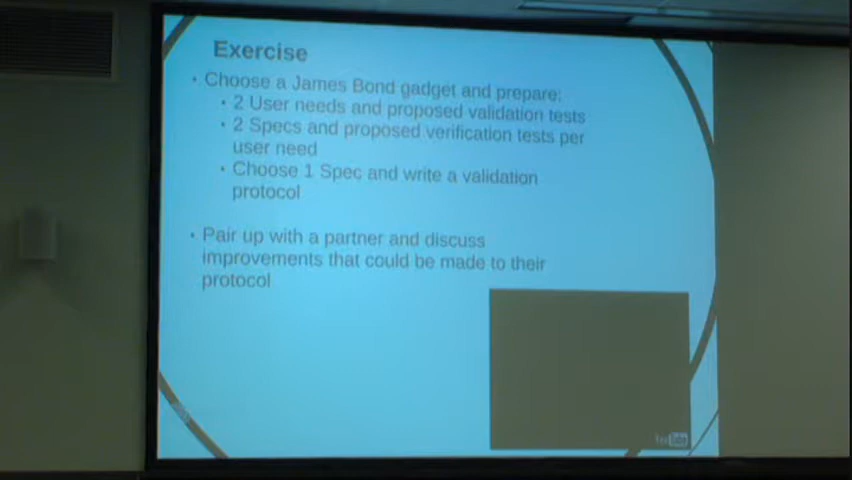 Exercise
• Choose a James Bond gadget and prepare:
• 2 User needs and proposed validation tests
• 2 Specs and proposed verification tests per
user need
• Choose 1 Spec and write a validation
protocol
• Pair up with a partner and discuss
improvements that could be made to their
protocol
YouTube